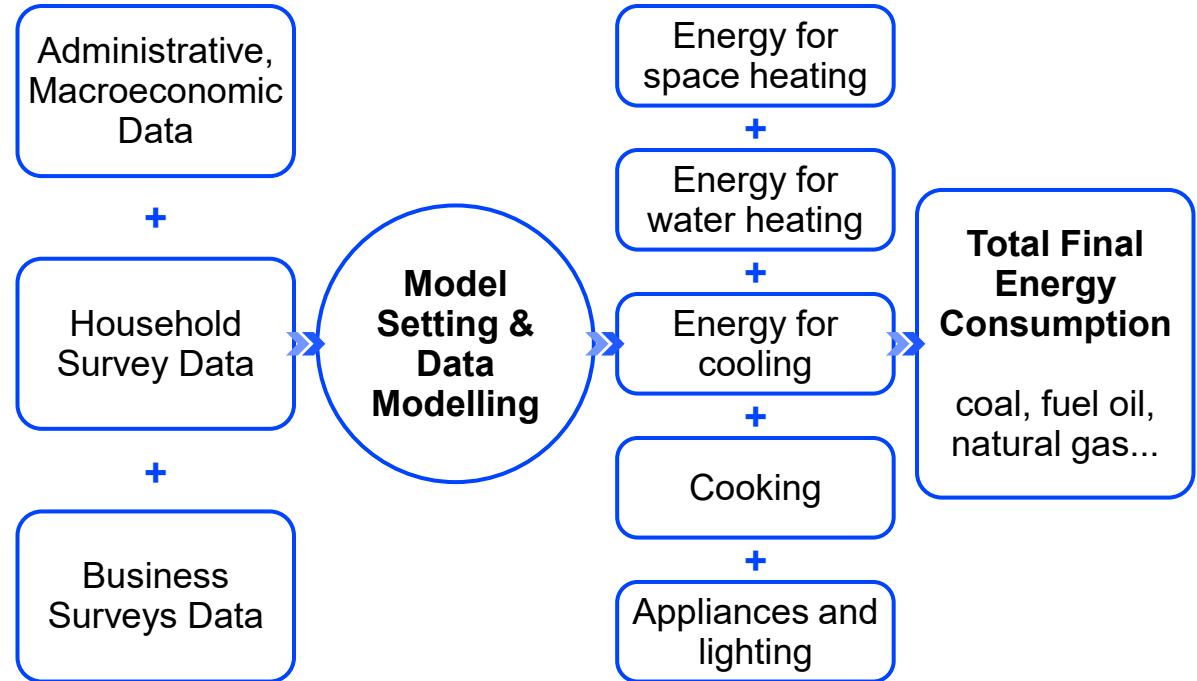 Administrative,
Macroeconomic
Data
+
Household
Survey Data
+
Business
Surveys Data
Model
Setting &
Data
Modelling
Energy for
space heating
+
Energy for
water heating
+
Energy for
cooling
+
Cooking
+
Appliances and
lighting
Total Final
Energy
Consumption
coal, fuel oil,
natural gas...